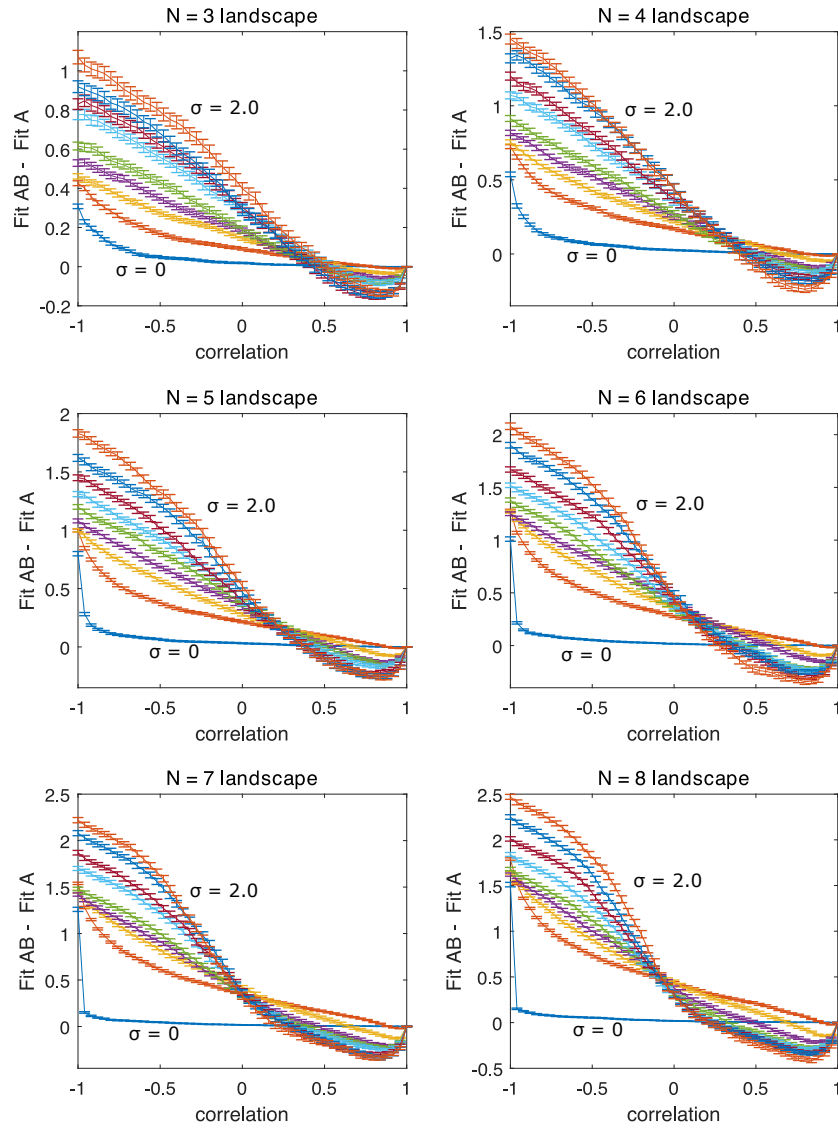 N = 3 landscape
Fit AB - Fit A
1
0.8
0.6
0.4
0.2
0
-0.2
σ = 2.0
σ = 0
-1
-0.5
0
0.5
1
correlation
N = 4 landscape
Fit AB - Fit A
1.5
1
0.5
0
σ = 2.0
σ = 0
-1
-0.5
0
0.5
1
correlation
N = 5 landscape
Fit AB - Fit A
2
1.5
1
0.5
0
σ = 2.0
σ = 0
-1
-0.5
0
0.5
1
correlation
N = 6 landscape
Fit AB - Fit A
2
1.5
1
0.5
0
σ = 2.0
σ = 0
-1
-0.5
0
0.5
1
correlation
N = 7 landscape
Fit AB - Fit A
2.5
2
1.5
1
0.5
0
σ = 2.0
σ = 0
-1
-0.5
0
0.5
1
correlation
N = 8 landscape
Fit AB - Fit A
2.5
2
1.5
1
0.5
0
-0.5
σ = 2.0
σ = 0
-1
-0.5
0
0.5
1
correlation